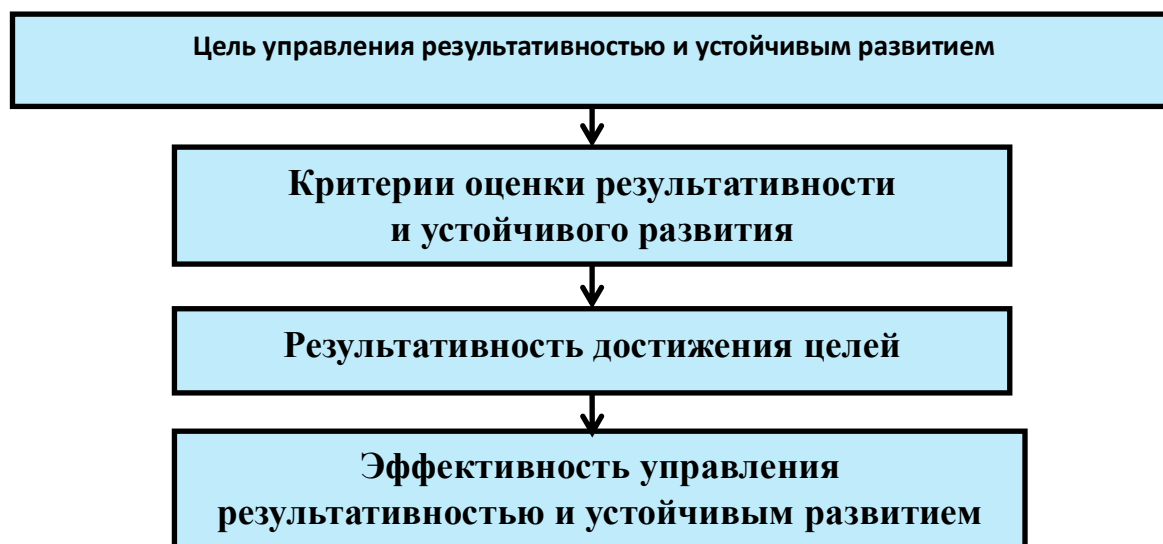 Цель управления результативностью и устойчивым развитием
Критерии оценки результативности
и устойчивого развития
Результативность достижения целей
Эффективность управления
результативностью и устойчивым развитием